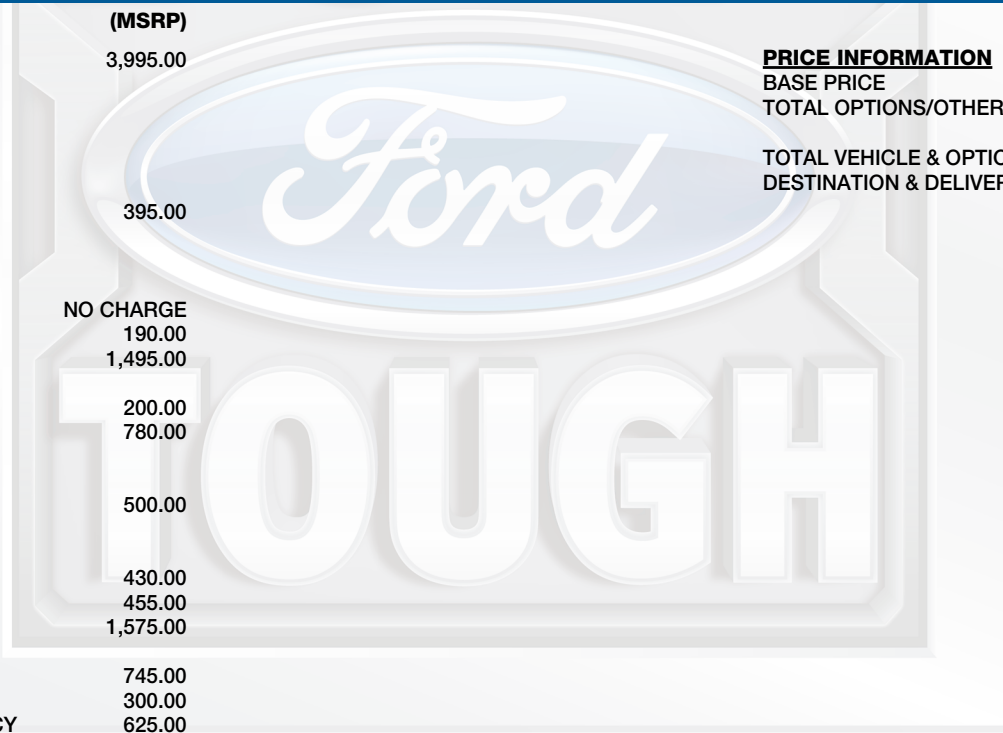 (MSRP)
3,995.00
395.00
NO CHARGE
190.00
1,495.00
200.00
780.00
500.00
430.00
455.00
1,575.00
745.00
300.00
CY 625.00
PRICE INFORMATION
BASE PRICE
TOTAL OPTIONS/OTHER
TOTAL VEHICLE & OPTIO
DESTINATION & DELIVER
Ford
TOUGH